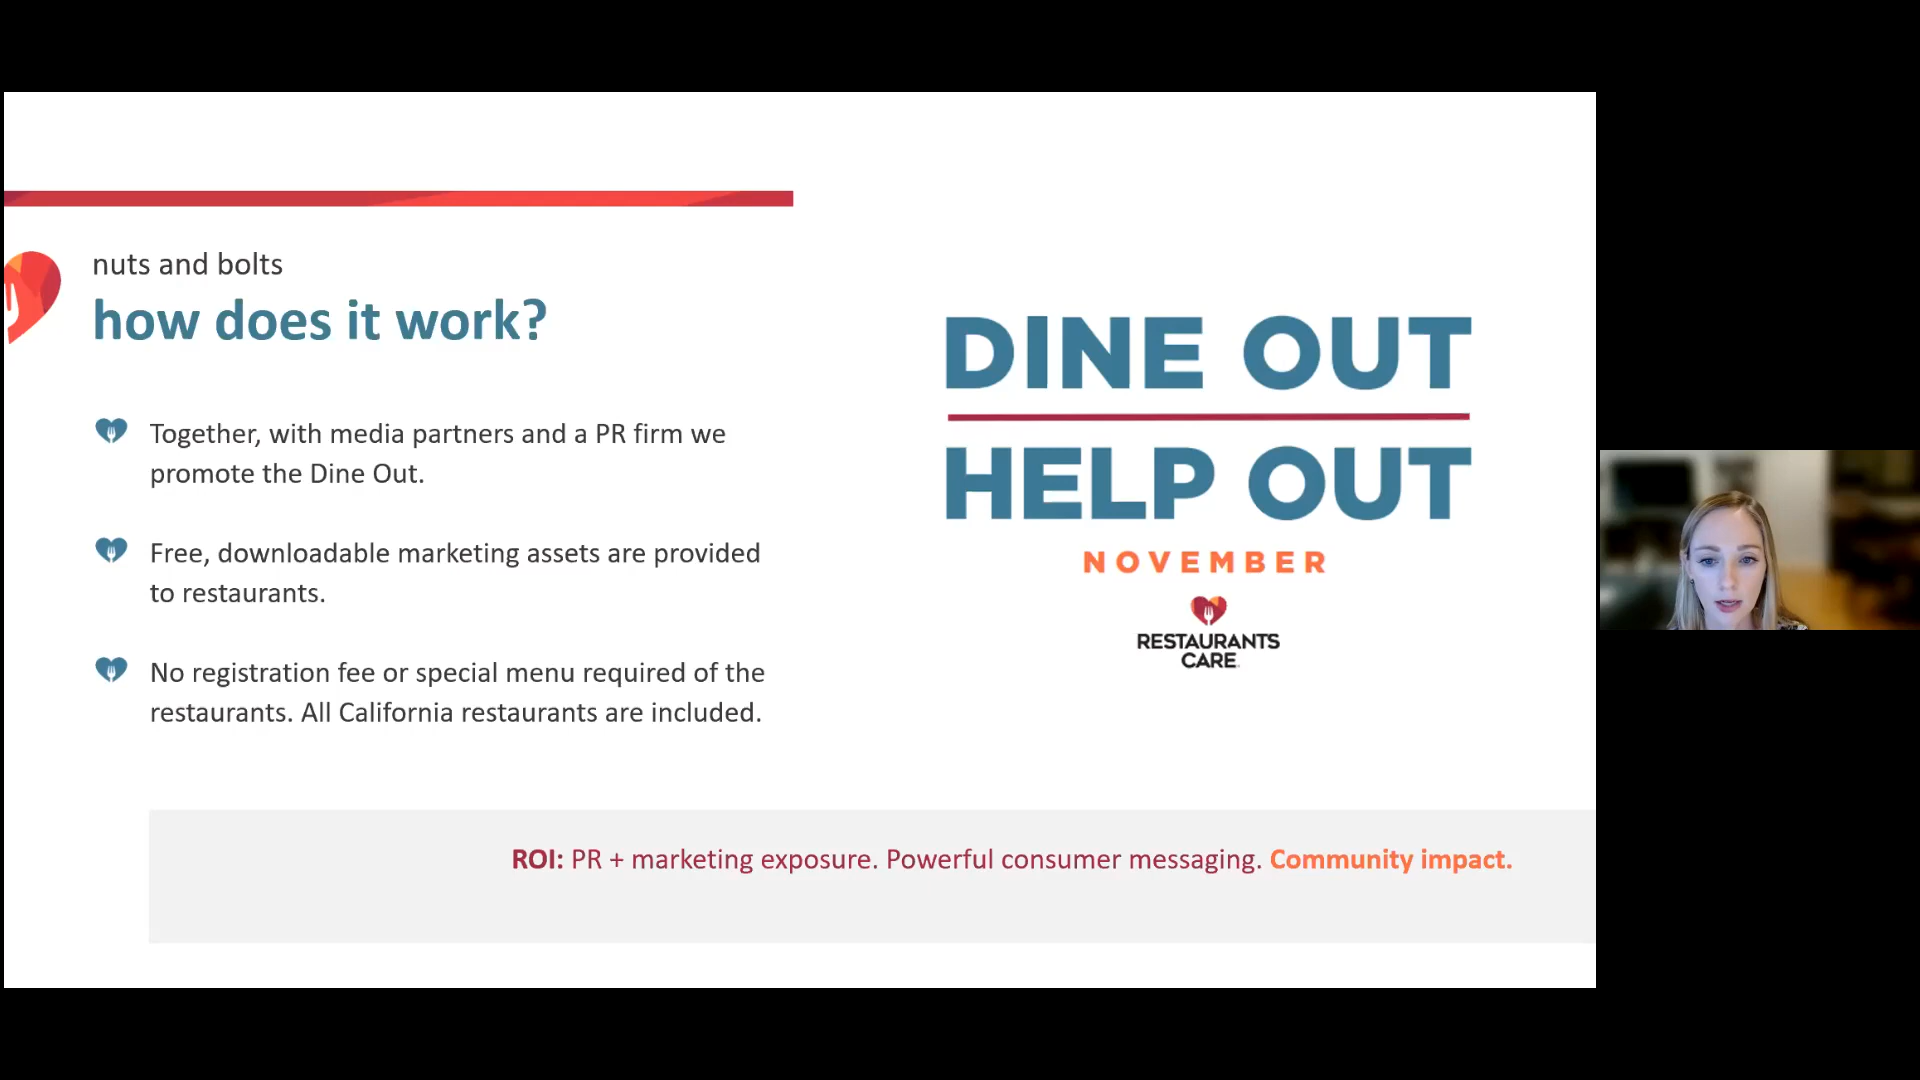 nuts and bolts
how does it work?
Together, with media partners and a PR firm we
promote the Dine Out.
Free, downloadable marketing assets are provided
to restaurants.
No registration fee or special menu required of the
restaurants. All California restaurants are included.
DINE OUT
HELP OUT
NOVEMBER
RESTAURANTS
CARE
ROI: PR + marketing exposure. Powerful consumer messaging. Community impact.